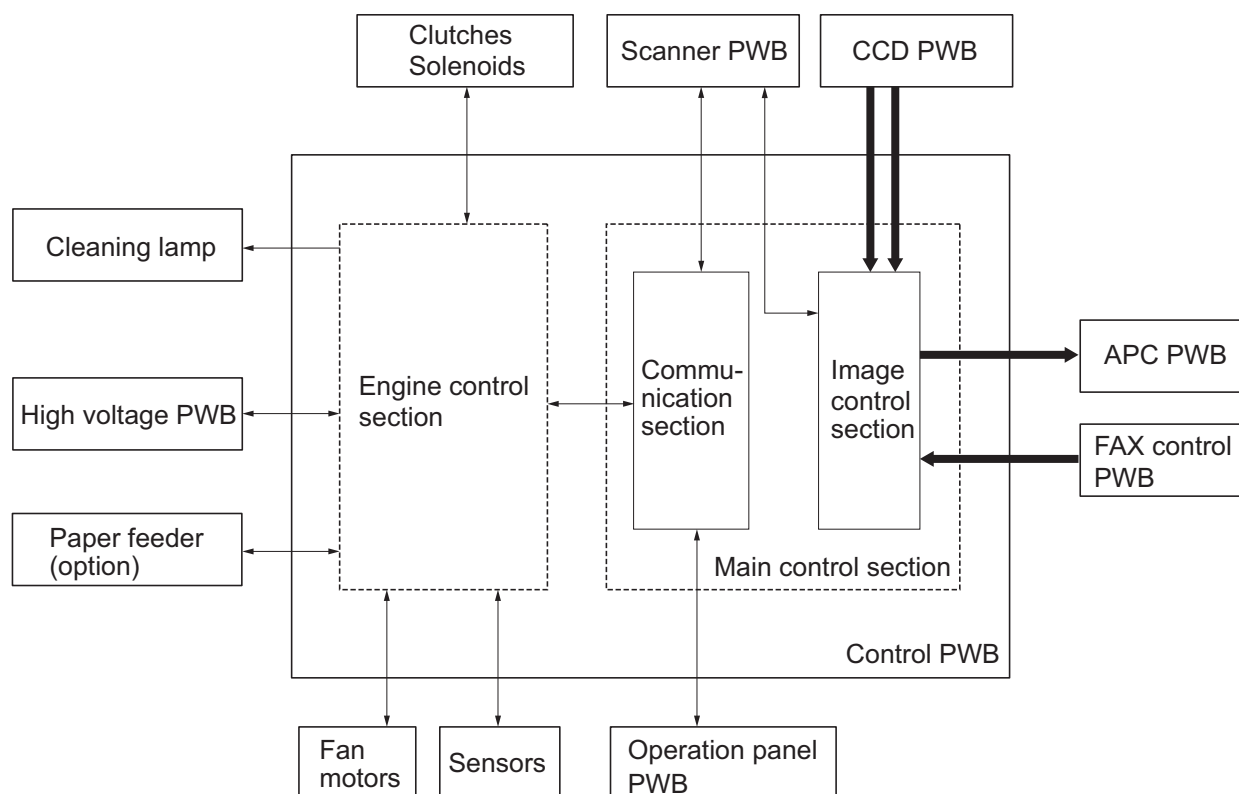 Clutches
Solenoids
Scanner PWB
CCD PWB
Cleaning lamp
High voltage PWB
Paper feeder
(option)
Engine control
section
Commu-
nication
section
Image
control
section
APC PWB
FAX control
PWB
Main control section
Control PWB
Fan
motors
Sensors
Operation panel
PWB